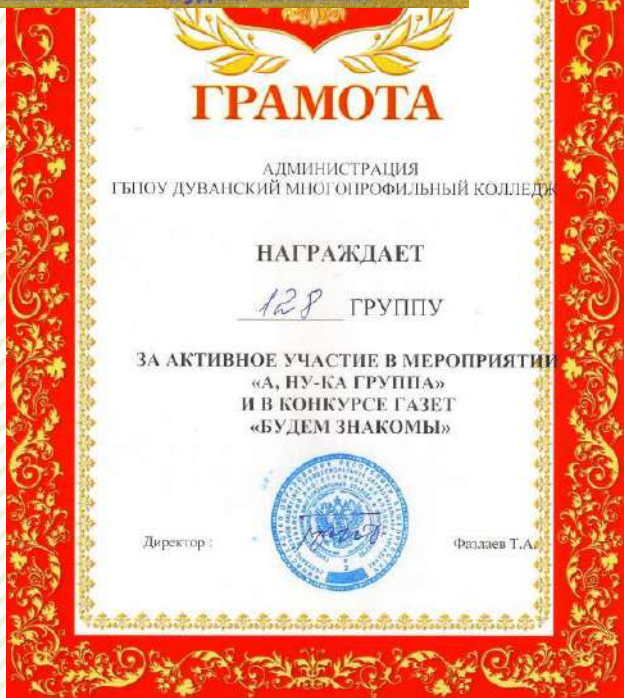 ГРАМОТА
АДМИНИСТРАЦИЯ
ГБПОУ ДУВАНСКИЙ МНОГОПРОФИЛЬНЫЙ КОЛЛЕДЖ
НАГРАЖДАЕТ
128 ГРУППУ
ЗА АКТИВНОЕ УЧАСТИЕ В МЕРОПРИЯТИИ
«А, НУ-КА ГРУППА»
И В КОНКУРСЕ ГАЗЕТ
«БУДЕМ ЗНАКОМЫ»
Директор : Фазлаев Т.А.